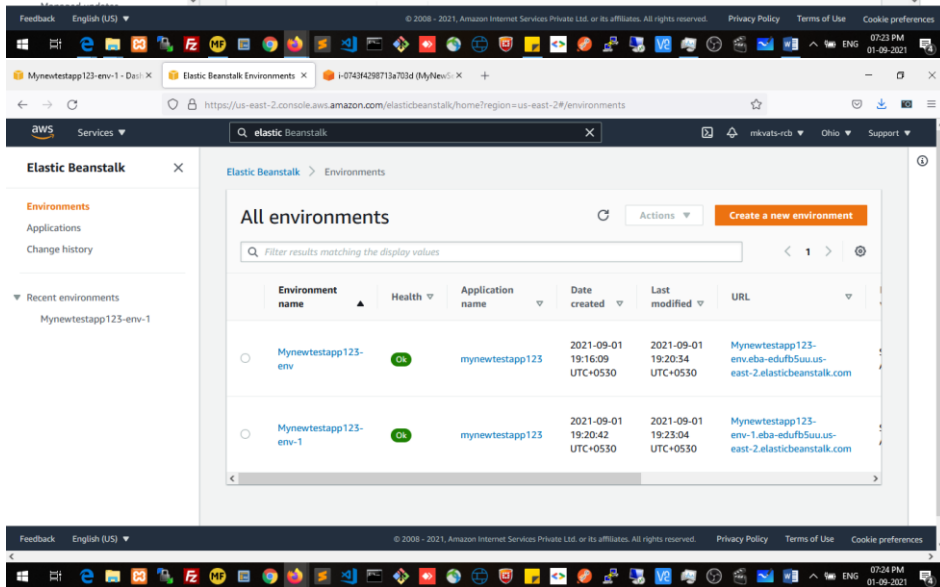 Feedback English (US) ▼ © 2008 - 2021, Amazon Internet Services Private Ltd. or its affiliates. All rights reserved. Privacy Policy Terms of Use Cookie preferences
ENG 07:23 PM
01-09-2021
Mynewtestapp123-env-1 - Dash × Elastic Beanstalk Environments × i-0743f4298713a703d (MyNewSe × +
https://us-east-2.console.aws.amazon.com/elasticbeanstalk/home?region=us-east-2#/environments
aws Services ▼ elastic Beanstalk mkvats-rcb ▼ Ohio ▼ Support ▼
Elastic Beanstalk
Environments
Applications
Change history
Recent environments
Mynewtestapp123-env-1
Elastic Beanstalk > Environments
All environments Actions ▼ Create a new environment
Filter results matching the display values < 1 >
Environment name Health Application name Date created Last modified URL
Mynewtestapp123-env Ok mynewtestapp123 2021-09-01 19:16:09 UTC+0530 2021-09-01 19:20:34 UTC+0530 Mynewtestapp123-env.eba-edufb5uu.us-east-2.elasticbeanstalk.com
Mynewtestapp123-env-1 Ok mynewtestapp123 2021-09-01 19:20:42 UTC+0530 2021-09-01 19:23:04 UTC+0530 Mynewtestapp123-env-1.eba-edufb5uu.us-east-2.elasticbeanstalk.com
Feedback English (US) ▼ © 2008 - 2021, Amazon Internet Services Private Ltd. or its affiliates. All rights reserved. Privacy Policy Terms of Use Cookie preferences
ENG 07:24 PM
01-09-2021